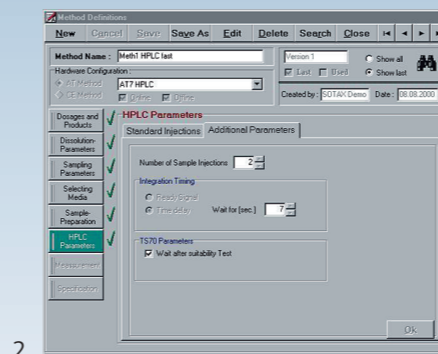 Method Definitions
New Cancel Save Save As Edit Delete Search Close
Method Name : Meth1 HPLC last
Version 1
Show all
Last Used
Show last
Hardware Configuration :
AT Method
CE Method
AT7 HPLC
Online Offline
Created by : SOTAX Demo Date : 08.08.2000
Dosages and
Products
Dissolution-
Parameters
Sampling
Parameters
Selecting
Media
Sample-
Preparation
HPLC
Parameters
Measurement
Specification
HPLC Parameters
Standard Injections Additional Parameters
Number of Sample Injections 2
Integration Timing
Ready Signal
Time delay Wait for [sec.] 7
TS70 Parameters
Wait after suitability Test
Ok
2